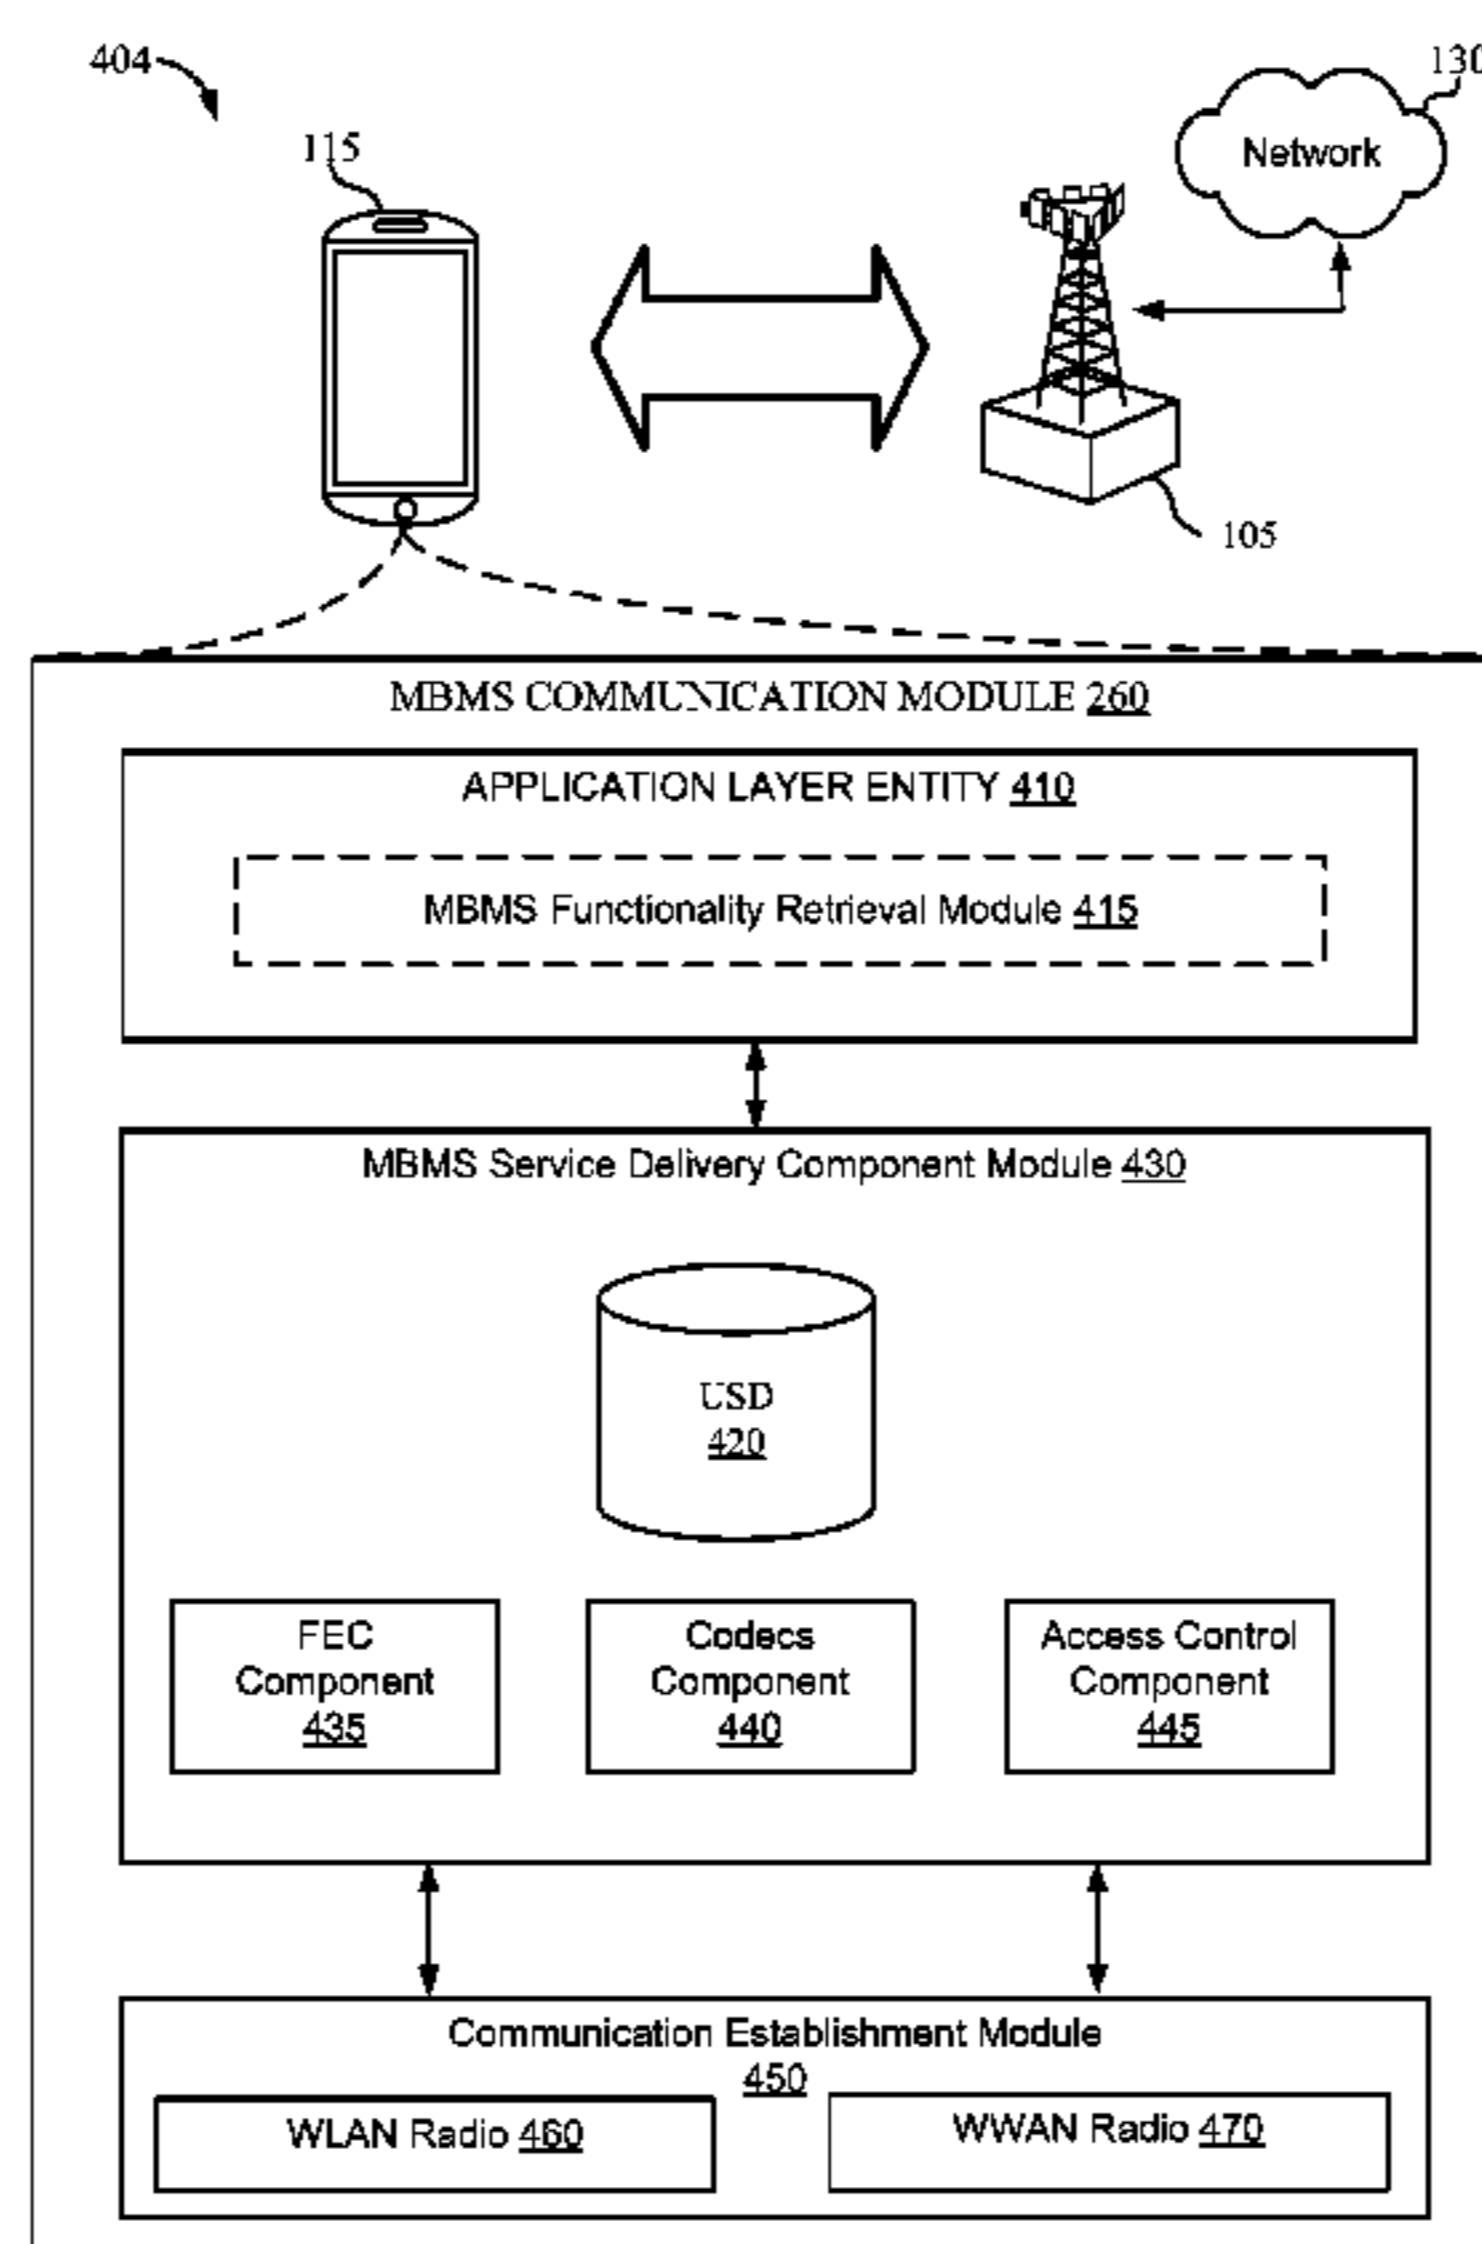 404
130
115
Network
105
MBMS COMMUNICATION MODULE 260
APPLICATION LAYER ENTITY 410
MBMS Functionality Retrieval Module 415
MBMS Service Delivery Component Module 430
USD
420
FEC
Component
435
Codecs
Component
440
Access Control
Component
445
Communication Establishment Module
450
WLAN Radio 460
WWAN Radio 470